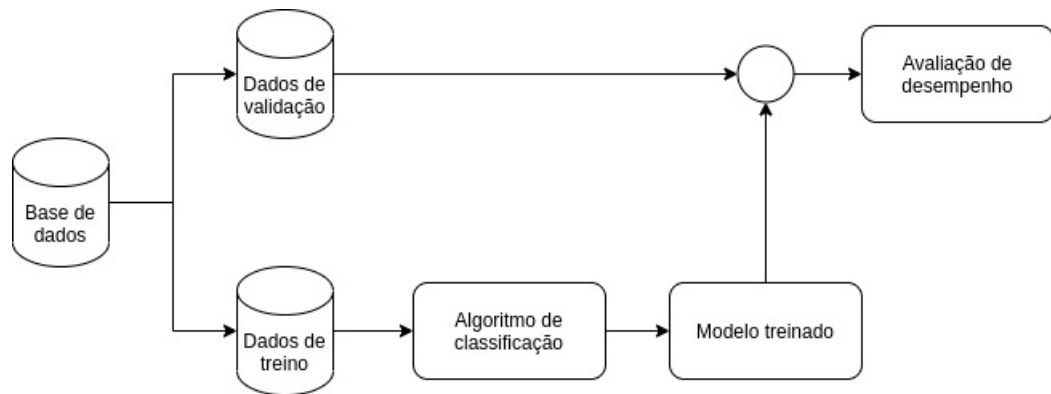 Dados de
validação
Avaliação de
desempenho
Base de
dados
Dados de
treino
Algoritmo de
classificação
Modelo treinado